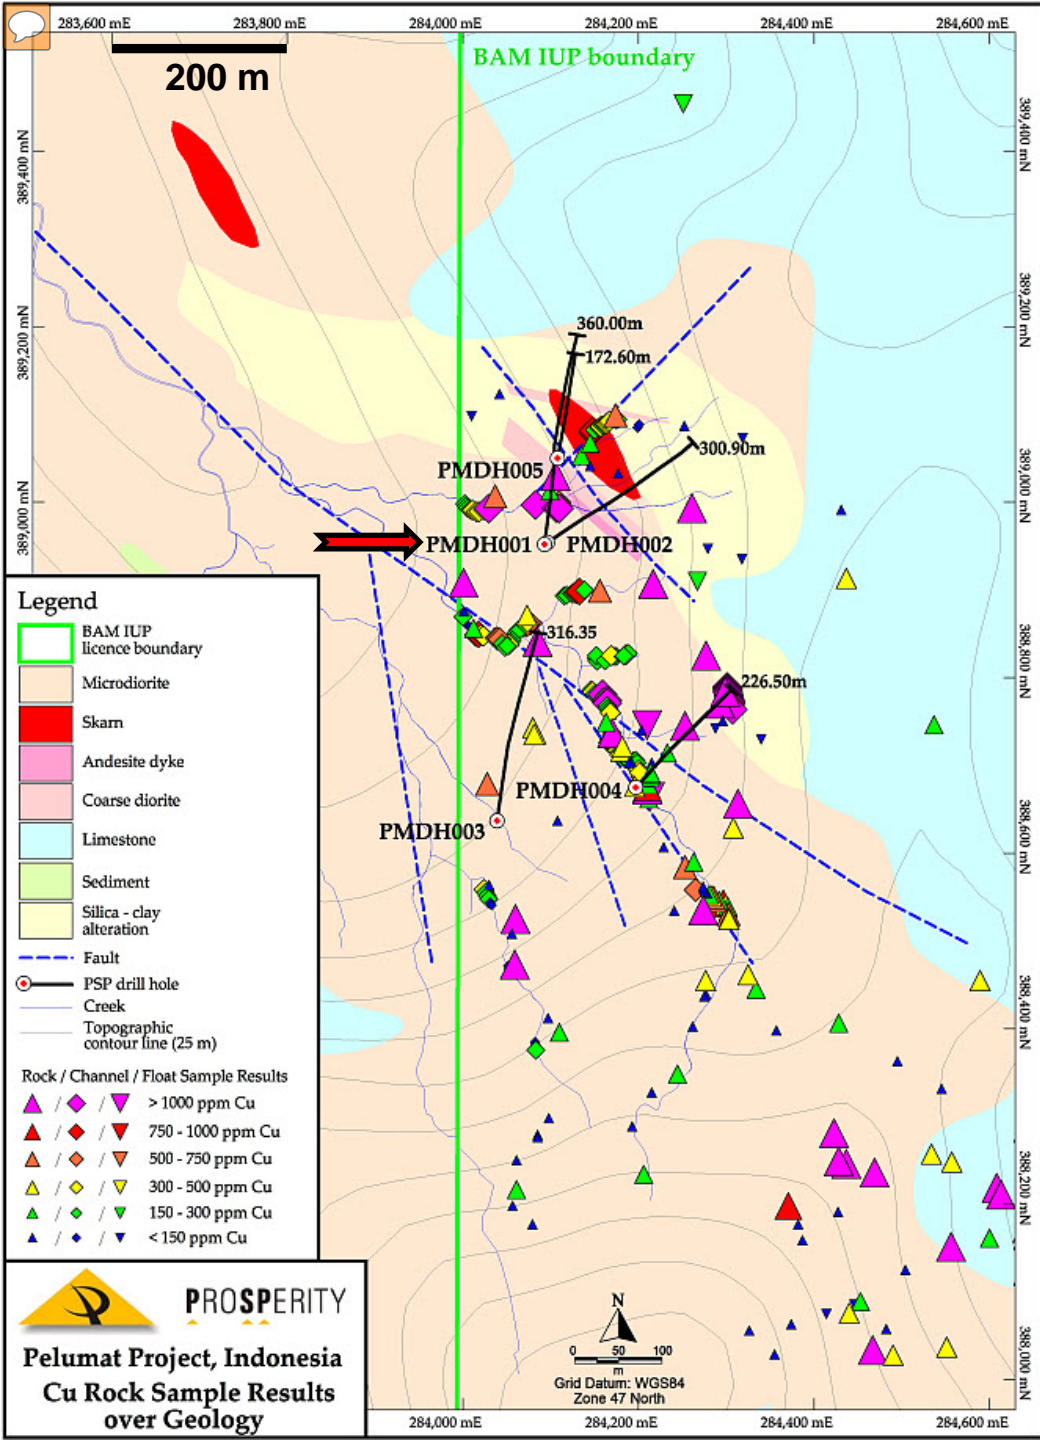 283,600 mE
283,800 mE
284,000 mE
284,200 mE
284,400 mE
284,600 mE
200 m
BAM IUP boundary
389,400 mN
389,400 mN
389,200 mN
389,200 mN
389,000 mN
389,000 mN
360.00m
172.60m
300.90m
PMDH005
PMDH001
PMDH002
316.35
388,800 mN
226.50m
PMDH004
PMDH003
388,600 mN
388,400 mN
388,200 mN
388,000 mN
Legend
BAM IUP
licence boundary
Microdiorite
Skarn
Andesite dyke
Coarse diorite
Limestone
Sediment
Silica - clay
alteration
Fault
PSP drill hole
Creek
Topographic
contour line (25 m)
Rock / Channel / Float Sample Results
/ / > 1000 ppm Cu
/ / 750 - 1000 ppm Cu
/ / 500 - 750 ppm Cu
/ / 300 - 500 ppm Cu
/ / 150 - 300 ppm Cu
/ / < 150 ppm Cu
PROSPERITY
Pelumat Project, Indonesia
Cu Rock Sample Results
over Geology
N
0 50 100
m
Grid Datum: WGS84
Zone 47 North
284,000 mE
284,200 mE
284,400 mE
284,600 mE